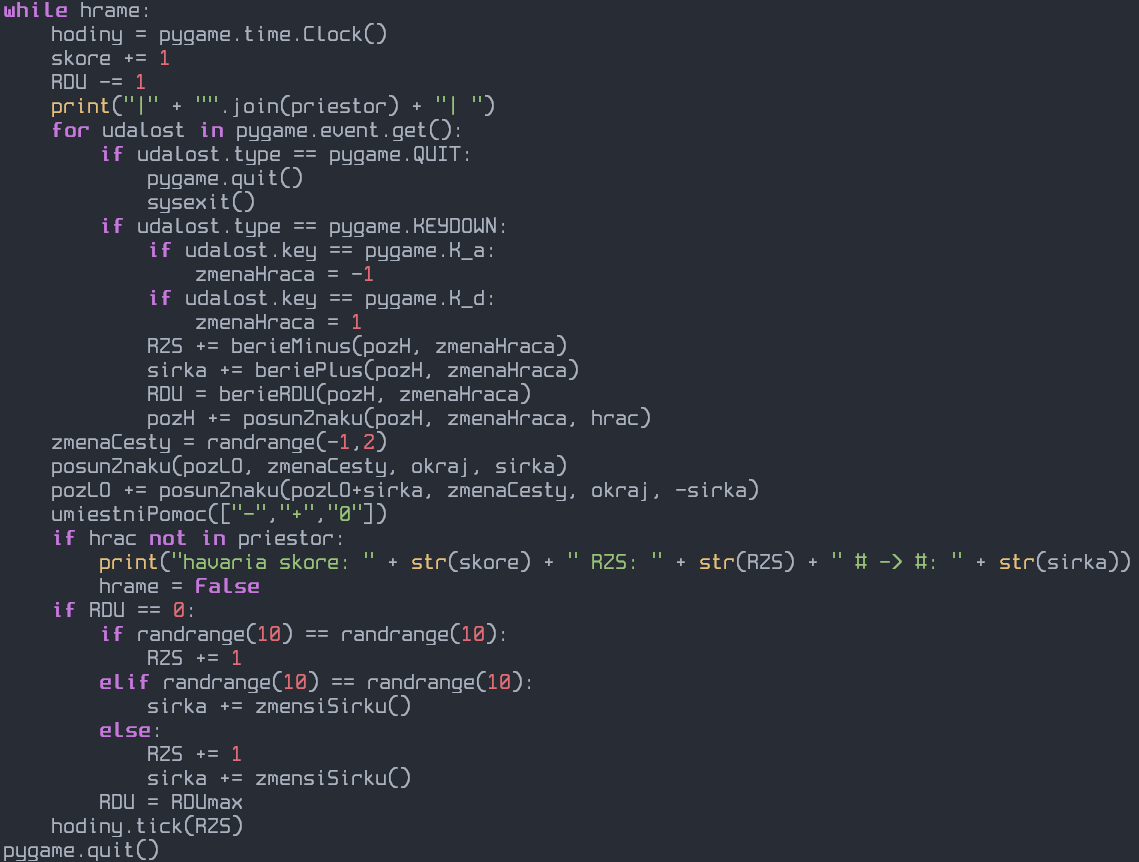 while hrame:
    hodiny = pygame.time.Clock()
    skore += 1
    RDU -= 1
    print("|" + "".join(priestor) + "| ")
    for udalost in pygame.event.get():
        if udalost.type == pygame.QUIT:
            pygame.quit()
            sysexit()
        if udalost.type == pygame.KEYDOWN:
            if udalost.key == pygame.K_a:
                zmenaHraca = -1
            if udalost.key == pygame.K_d:
                zmenaHraca = 1
            RZS += berieMinus(pozH, zmenaHraca)
            sirka += beriePlus(pozH, zmenaHraca)
            RDU = berieRDU(pozH, zmenaHraca)
            pozH += posunZnaku(pozH, zmenaHraca, hrac)
    zmenaCesty = randrange(-1,2)
    posunZnaku(pozLO, zmenaCesty, okraj, sirka)
    pozLO += posunZnaku(pozLO+sirka, zmenaCesty, okraj, -sirka)
    umiestniPomoc(["-","+","0"])
    if hrac not in priestor:
        print("havaria skore: " + str(skore) + " RZS: " + str(RZS) + " # -> #: " + str(sirka))
        hrame = False
    if RDU == 0:
        if randrange(10) == randrange(10):
            RZS += 1
        elif randrange(10) == randrange(10):
            sirka += zmensiSirku()
        else:
            RZS += 1
            sirka += zmensiSirku()
        RDU = RDUmax
    hodiny.tick(RZS)
pygame.quit()